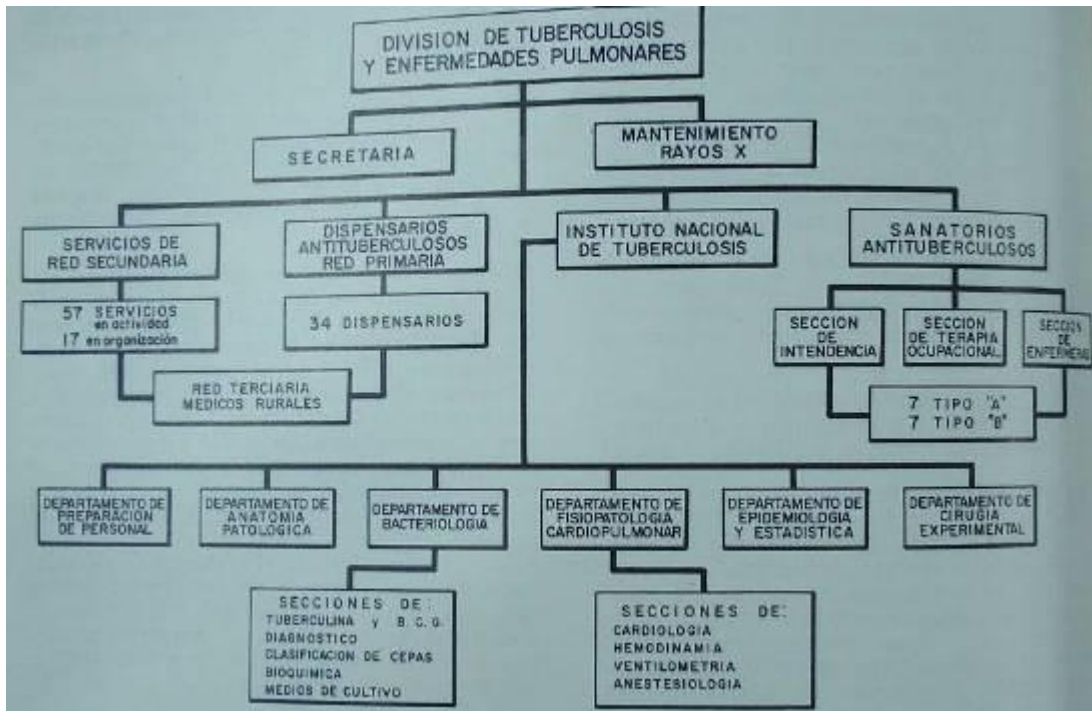 DIVISION DE TUBERCULOSIS
Y ENFERMEDADES PULMONARES
SECRETARIA
MANTENIMIENTO
RAYOS X
SERVICIOS DE
RED SECUNDARIA
DISPENSARIOS
ANTITUBERCULOSOS
RED PRIMARIA
INSTITUTO NACIONAL
DE TUBERCULOSIS
SANATORIOS
ANTITUBERCULOSOS
57 SERVICIOS
en actividad
17 en organización
34 DISPENSARIOS
SECCION
DE
INTENDENCIA
SECCION
DE TERAPIA
OCUPACIONAL
SECCION
DE
ENFERMERIA
RED TERCIARIA
MEDICOS RURALES
7 TIPO "A"
7 TIPO "B"
DEPARTAMENTO DE
PREPARACION
DE PERSONAL
DEPARTAMENTO DE
ANATOMIA
PATOLOGICA
DEPARTAMENTO
DE BACTERIOLOGIA
DEPARTAMENTO DE
FISIOPATOLOGIA
CARDIOPULMONAR
DEPARTAMENTO DE
EPIDEMIOLOGIA
Y ESTADISTICA
DEPARTAMENTO DE
CIRUGIA
EXPERIMENTAL
SECCIONES DE:
TUBERCULINA y B.C.G.
DIAGNOSTICO
CLASIFICACION DE CEPAS
BIOQUIMICA
MEDIOS DE CULTIVO
SECCIONES DE:
CARDIOLOGIA
HEMODINAMIA
VENTILOMETRIA
ANESTESIOLOGIA